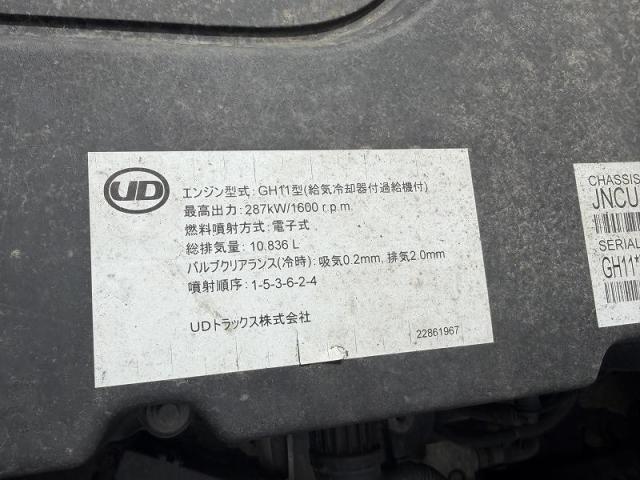 UD
エンジン型式:GH11型(給気冷却器付過給機付)
最高出力:287kW/1600 r.p.m.
燃料噴射方式:電子式
総排気量:10.836 L
バルブクリアランス(冷時):吸気0.2mm, 排気2.0mm
噴射順序:1-5-3-6-2-4
UDトラックス株式会社
22861967
CHASSIS
JNCU
SERIAL
GH11*